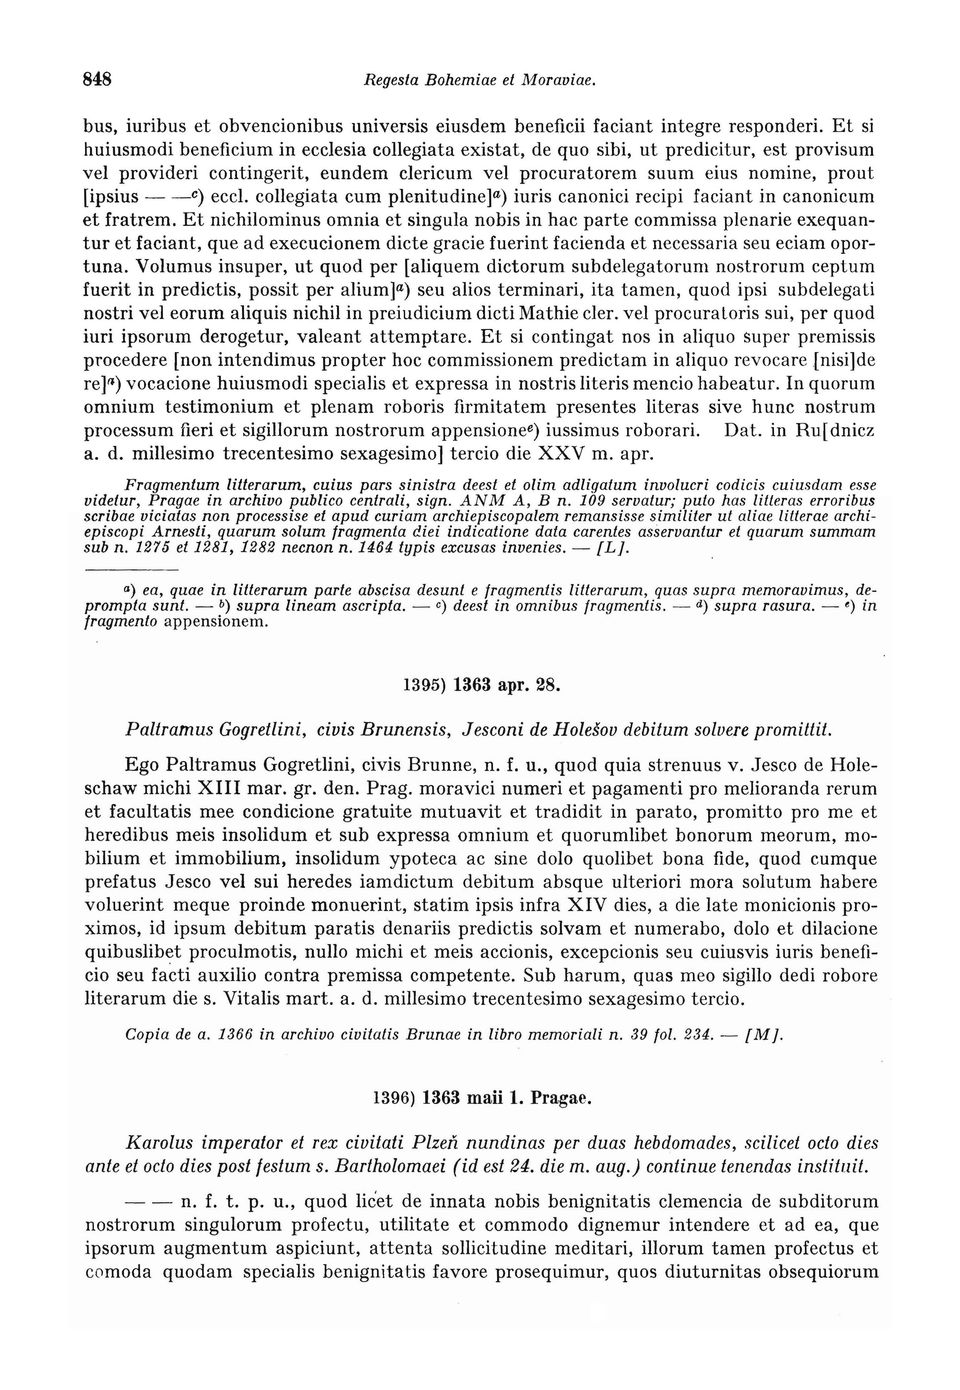 848
Regesta Bohemiae et Moraviae.
bus, iuribus et obvencionibus universis eiusdem beneficii faciant integre responderi. Et si
huiusmodi beneficium in ecclesia collegiata existat, de quo sibi, ut predicitur, est provisum
vel provideri contingerit, eundem clericum vel procuratorem suum eius nomine, prout
[ipsius — —c) eccl. collegiata cum plenitudine]a) iuris canonici recipi faciant in canonicum
et fratrem. Et nichilominus omnia et singula nobis in hac parte commissa plenarie exequan-
tur et faciant, que ad execucionem dicte gracie fuerint facienda et necessaria seu eciam opor-
tuna. Volumus insuper, ut quod per [aliquem dictorum subdelegatorum nostrorum ceptum
fuerit in predictis, possit per alium]a) seu alios terminari, ita tamen, quod ipsi subdelegati
nostri vel eorum aliquis nichil in preiudicium dicti Mathie cler. vel procuratoris sui, per quod
iuri ipsorum derogetur, valeant attemptare. Et si contingat nos in aliquo super premissis
procedere [non intendimus propter hoc commissionem predictam in aliquo revocare [nisi]de
re]a) vocacione huiusmodi specialis et expressa in nostris literis mencio habeatur. In quorum
omnium testimonium et plenam roboris firmitatem presentes literas sive hunc nostrum
processum fieri et sigillorum nostrorum appensionee) iussimus roborari. Dat. in Ru[dnicz
a. d. millesimo trecentesimo sexagesimo] tercio die XXV m. apr.
Fragmentum litterarum, cuius pars sinistra deest et olim adligatum involucri codicis cuiusdam esse
videtur, Pragae in archivo publico centrali, sign. ANM A, B n. 109 servatur; puto has litteras erroribus
scribae viciatas non processise et apud curiam archiepiscopalem remansisse similiter ut aliae litterae archi-
episcopi Arnesti, quarum solum fragmenta diei indicatione data carentes asservantur et quarum summam
sub n. 1275 et 1281, 1282 necnon n. 1464 typis excusas invenies. — [L].
a) ea, quae in litterarum parte abscisa desunt e fragmentis litterarum, quas supra memoravimus, de-
prompta sunt. — b) supra lineam ascripta. — c) deest in omnibus fragmentis. — d) supra rasura. — e) in
fragmento appensionem.
1395) 1363 apr. 28.
Paltramus Gogretlini, civis Brunensis, Jesconi de Holešov debitum solvere promittit.
Ego Paltramus Gogretlini, civis Brunne, n. f. u., quod quia strenuus v. Jesco de Hole-
schaw michi XIII mar. gr. den. Prag. moravici numeri et pagamenti pro melioranda rerum
et facultatis mee condicione gratuite mutuavit et tradidit in parato, promitto pro me et
heredibus meis insolidum et sub expressa omnium et quorumlibet bonorum meorum, mo-
bilium et immobilium, insolidum ypoteca ac sine dolo quolibet bona fide, quod cumque
prefatus Jesco vel sui heredes iamdictum debitum absque ulteriori mora solutum habere
voluerint meque proinde monuerint, statim ipsis infra XIV dies, a die late monicionis pro-
ximos, id ipsum debitum paratis denariis predictis solvam et numerabo, dolo et dilacione
quibuslibet proculmotis, nullo michi et meis accionis, excepcionis seu cuiusvis iuris benefi-
cio seu facti auxilio contra premissa competente. Sub harum, quas meo sigillo dedi robore
literarum die s. Vitalis mart. a. d. millesimo trecentesimo sexagesimo tercio.
Copia de a. 1366 in archivo civitatis Brunae in libro memoriali n. 39 fol. 234. — [M].
1396) 1363 maii 1. Pragae.
Karolus imperator et rex civitati Plzeň nundinas per duas hebdomades, scilicet octo dies
ante et octo dies post festum s. Bartholomaei (id est 24. die m. aug.) continue tenendas instituit.
— — n. f. t. p. u., quod licet de innata nobis benignitatis clemencia de subditorum
nostrorum singulorum profectu, utilitate et commodo dignemur intendere et ad ea, que
ipsorum augmentum aspiciunt, attenta sollicitudine meditari, illorum tamen profectus et
comoda quodam specialis benignitatis favore prosequimur, quos diuturnitas obsequiorum